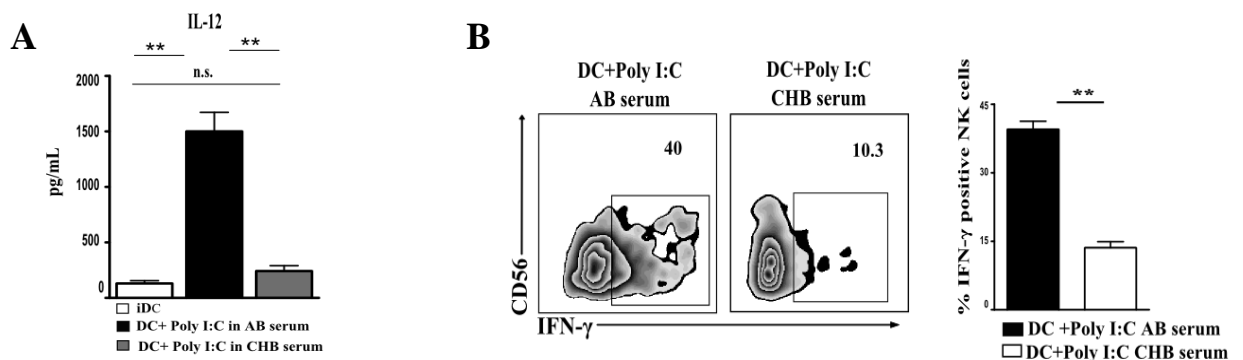 A
IL-12
**
**
n.s.
2000
1500
1000
500
0
pg/mL
iDC
DC+ Poly I:C in AB serum
DC+ Poly I:C in CHB serum
B
DC+Poly I:C
AB serum
DC+Poly I:C
CHB serum
40
10.3
CD56
IFN-γ
% IFN-γ positive NK cells
**
45
30
15
0
DC +Poly I:C AB serum
DC+Poly I:C CHB serum